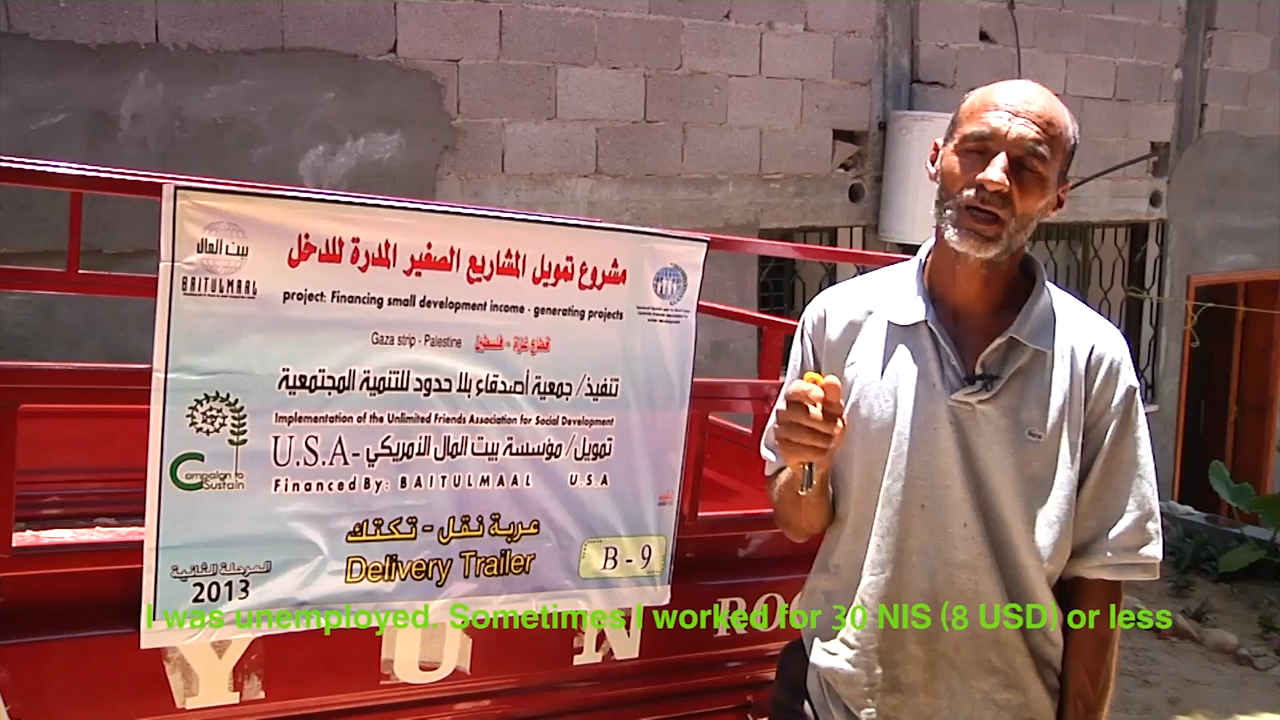 بيت المال
BAITULMAAL
مشروع تمويل المشاريع الصغير المدرة للدخل
project: Financing small development income - generating projects
Gaza strip - Palestine قطاع غزة - فلسطين
تنفيذ/ جمعية أصدقاء بلا حدود للتنمية المجتمعية
Implementation of the Unlimited Friends Association for Social Development
تمويل/ مؤسسة بيت المال الأمريكي -U.S.A
Financed By: BAITULMAAL U.S.A
Campaign to
Sustain
عربة نقل - تكتك
Delivery Trailer
B - 9
المرحلة الثانية
2013
I was unemployed. Sometimes I worked for 30 NIS (8 USD) or less
Y U N RO